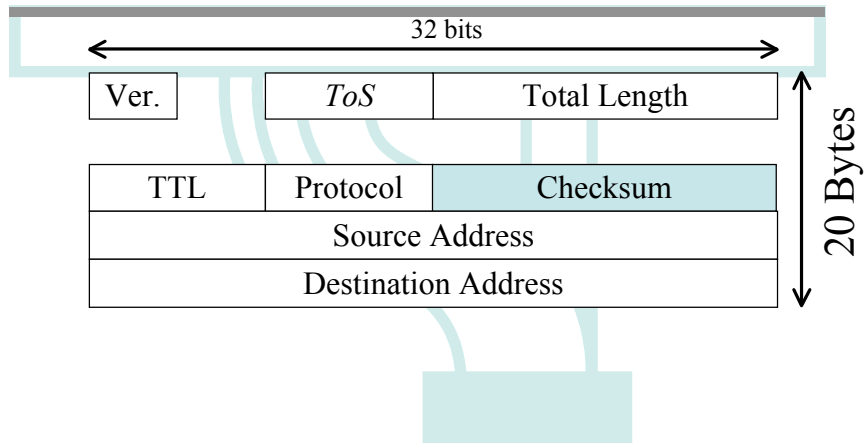 32 bits
Ver. ToS Total Length
TTL Protocol Checksum
Source Address
Destination Address
20 Bytes